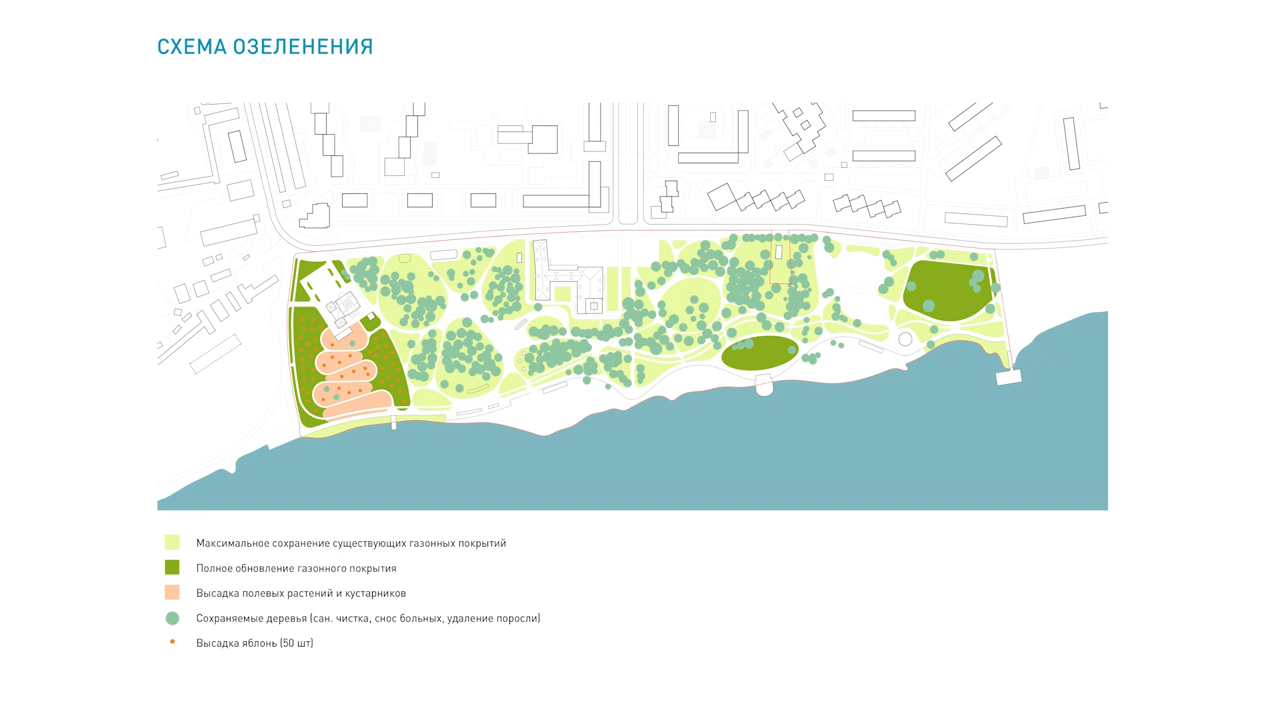 СХЕМА ОЗЕЛЕНЕНИЯ
Максимальное сохранение существующих газонных покрытий
Полное обновление газонного покрытия
Высадка полевых растений и кустарников
Сохраняемые деревья (сан. чистка, снос больных, удаление поросли)
Высадка яблонь (50 шт)